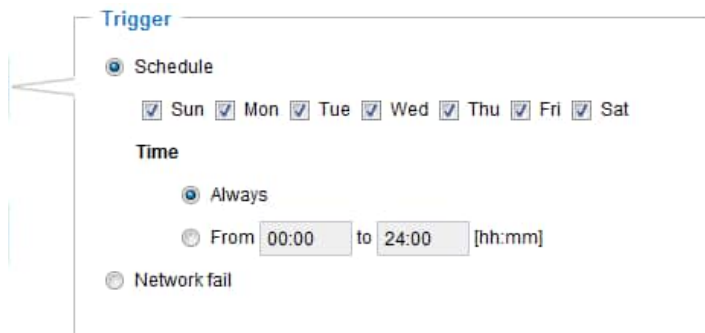 Trigger
Schedule
Sun Mon Tue Wed Thu Fri Sat
Time
Always
From 00:00 to 24:00 [hh:mm]
Network fail